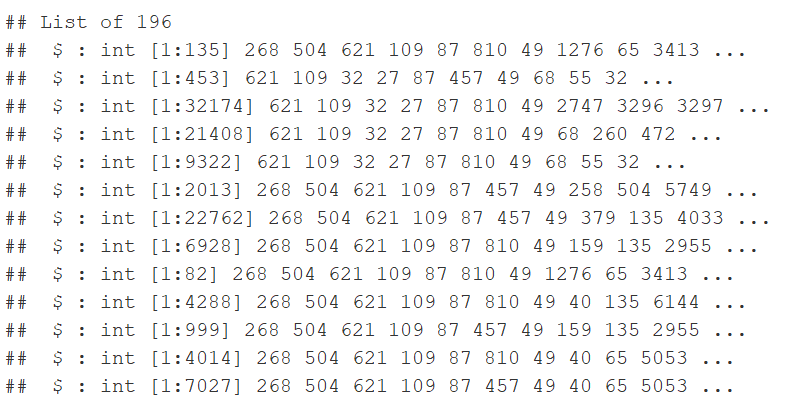 ## List of 196
##  $ : int [1:135] 268 504 621 109 87 810 49 1276 65 3413 ...
##  $ : int [1:453] 621 109 32 27 87 457 49 68 55 32 ...
##  $ : int [1:32174] 621 109 32 27 87 810 49 2747 3296 3297 ...
##  $ : int [1:21408] 621 109 32 27 87 810 49 68 260 472 ...
##  $ : int [1:9322] 621 109 32 27 87 810 49 68 55 32 ...
##  $ : int [1:2013] 268 504 621 109 87 457 49 258 504 5749 ...
##  $ : int [1:22762] 268 504 621 109 87 457 49 379 135 4033 ...
##  $ : int [1:6928] 268 504 621 109 87 810 49 159 135 2955 ...
##  $ : int [1:82] 268 504 621 109 87 810 49 1276 65 3413 ...
##  $ : int [1:4288] 268 504 621 109 87 810 49 40 135 6144 ...
##  $ : int [1:999] 268 504 621 109 87 457 49 159 135 2955 ...
##  $ : int [1:4014] 268 504 621 109 87 810 49 40 65 5053 ...
##  $ : int [1:7027] 268 504 621 109 87 457 49 40 65 5053 ...